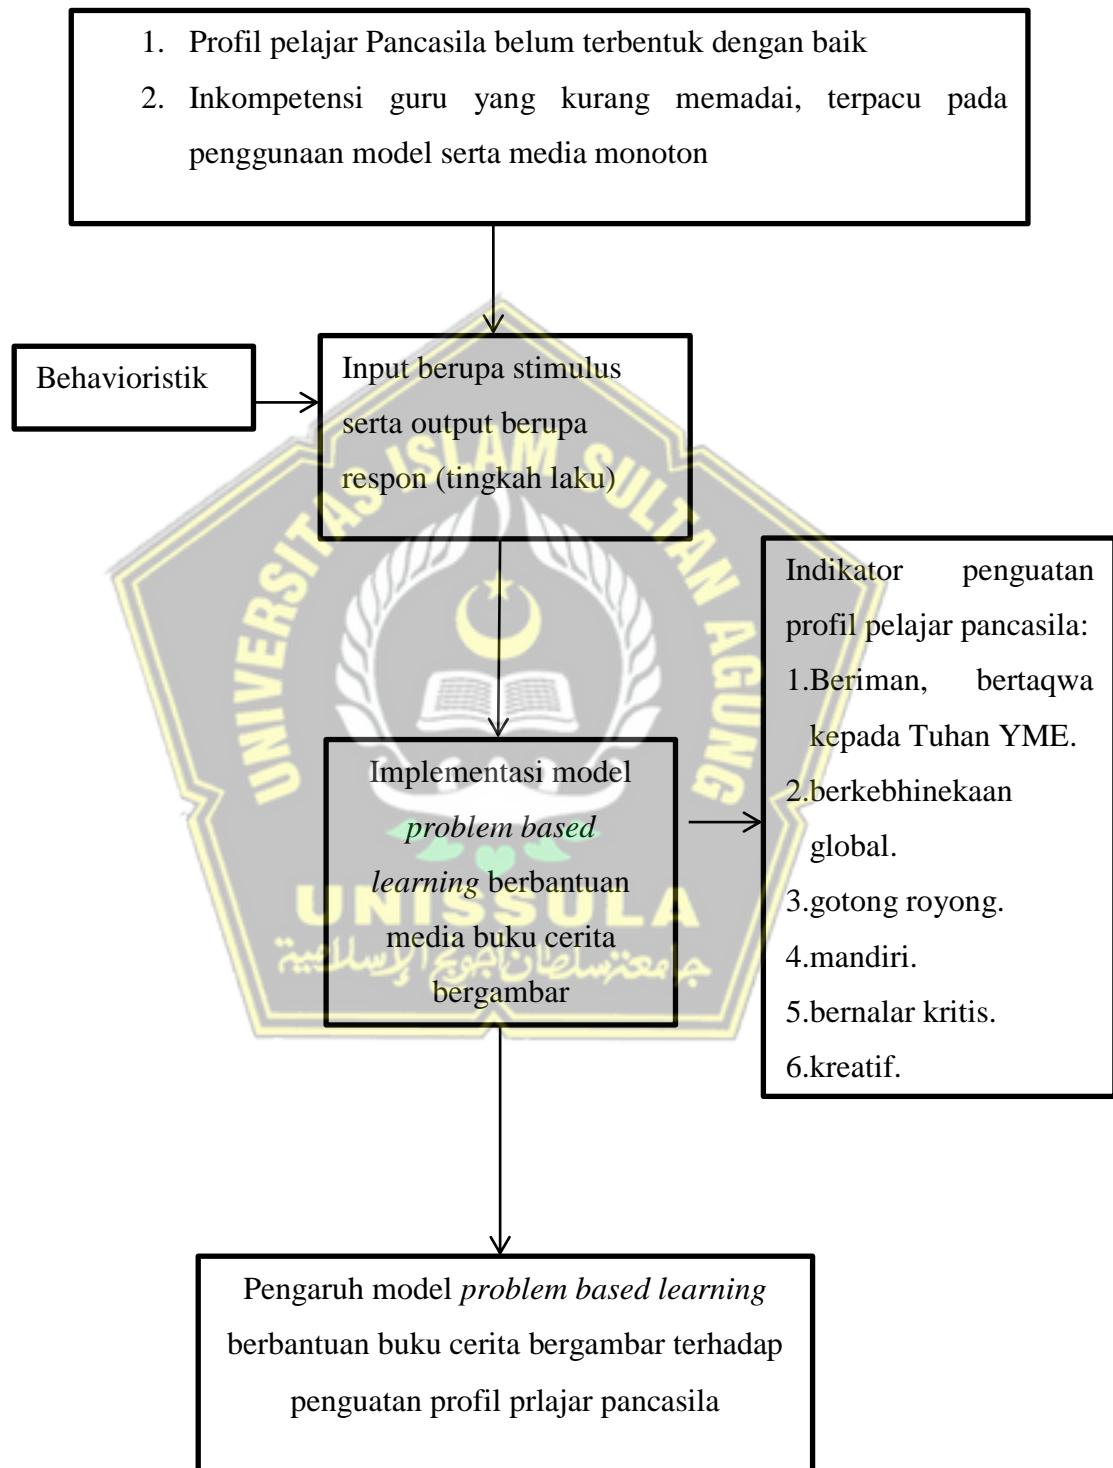 1. Profil pelajar Pancasila belum terbentuk dengan baik
2. Inkompetensi guru yang kurang memadai, terpacu pada
penggunaan model serta media monoton
Behavioristik
Input berupa stimulus
serta output berupa
respon (tingkah laku)
UNIVERSITAS ISLAM SULTAN AGUNG
Indikator penguatan
profil pelajar pancasila:
1.Beriman, bertaqwa
kepada Tuhan YME.
2.berkebhinekaan
global.
3.gotong royong.
4.mandiri.
5.bernalar kritis.
6.kreatif.
Implementasi model
problem based
learning berbantuan
media buku cerita
bergambar
UNISSULA
جامعتنسلطان أجونج الإسلامية
Pengaruh model problem based learning
berbantuan buku cerita bergambar terhadap
penguatan profil prlajar pancasila